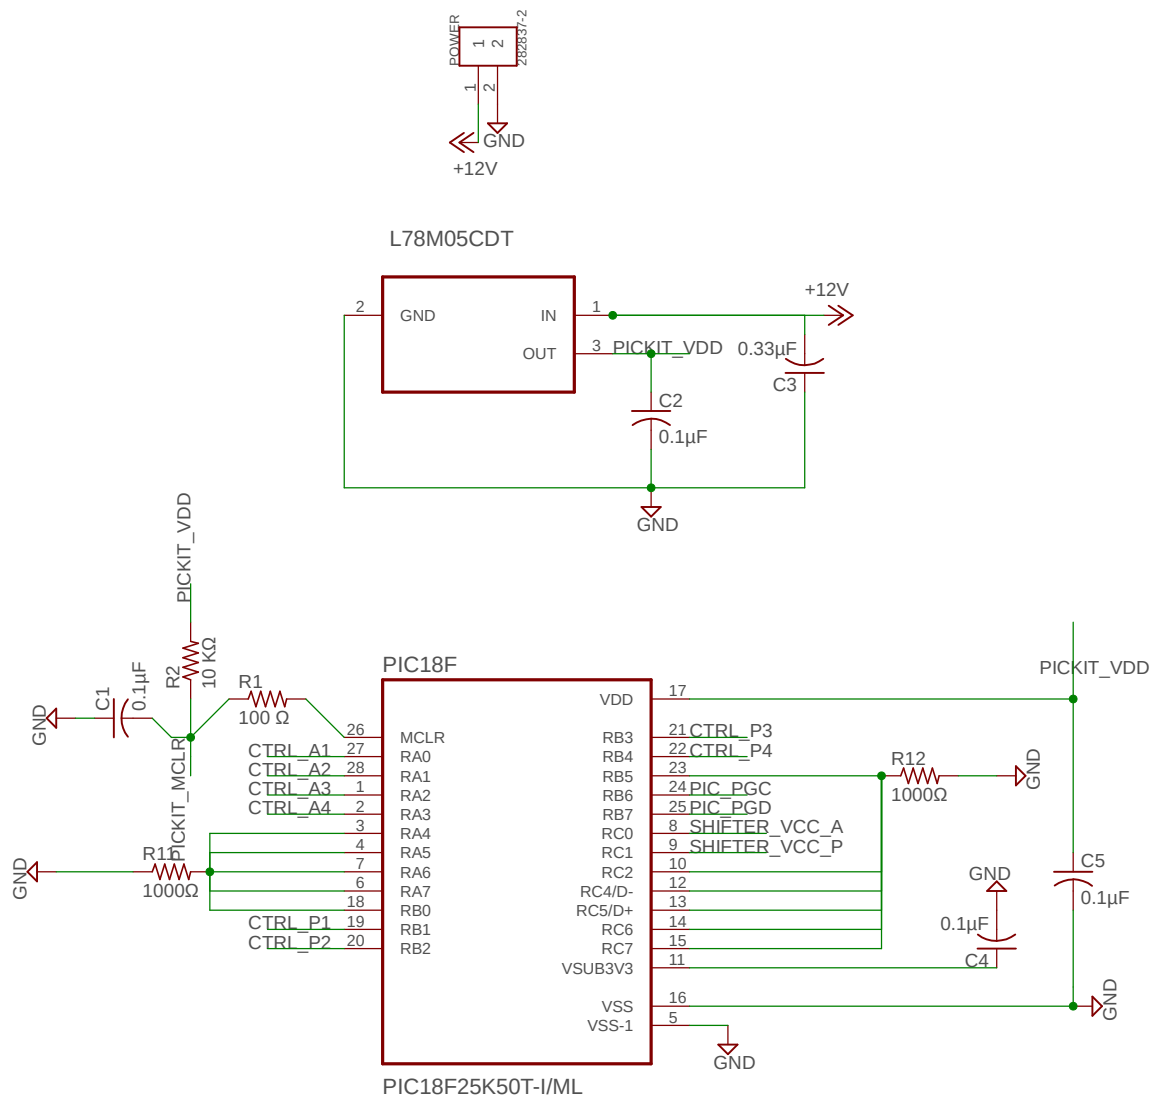 POWER
1 2
282837-2
1
2
GND
+12V
L78M05CDT
+12V
2 GND IN 1
OUT 3 PICKIT_VDD
0.33µF
C3
C2
0.1µF
GND
PICKIT_VDD
R2
10 KΩ
C1
0.1µF
GND
R1
100 Ω
PICKIT_MCLR
PIC18F
PICKIT_VDD
VDD 17
26 MCLR
CTRL_A1 27 RA0
CTRL_A2 28 RA1
CTRL_A3 1 RA2
CTRL_A4 2 RA3
3 RA4
4 RA5
7 RA6
6 RA7
18 RB0
CTRL_P1 19 RB1
CTRL_P2 20 RB2
GND
R11
1000Ω
RB3 21 CTRL_P3
RB4 22 CTRL_P4
RB5 23
RB6 24 PIC_PGC
RB7 25 PIC_PGD
RC0 8 SHIFTER_VCC_A
RC1 9 SHIFTER_VCC_P
RC2 10
RC4/D- 12
RC5/D+ 13
RC6 14
RC7 15
VSUB3V3 11
VSS 16
VSS-1 5
R12
1000Ω
GND
GND
0.1µF
C4
C5
0.1µF
GND
GND
PIC18F25K50T-I/ML